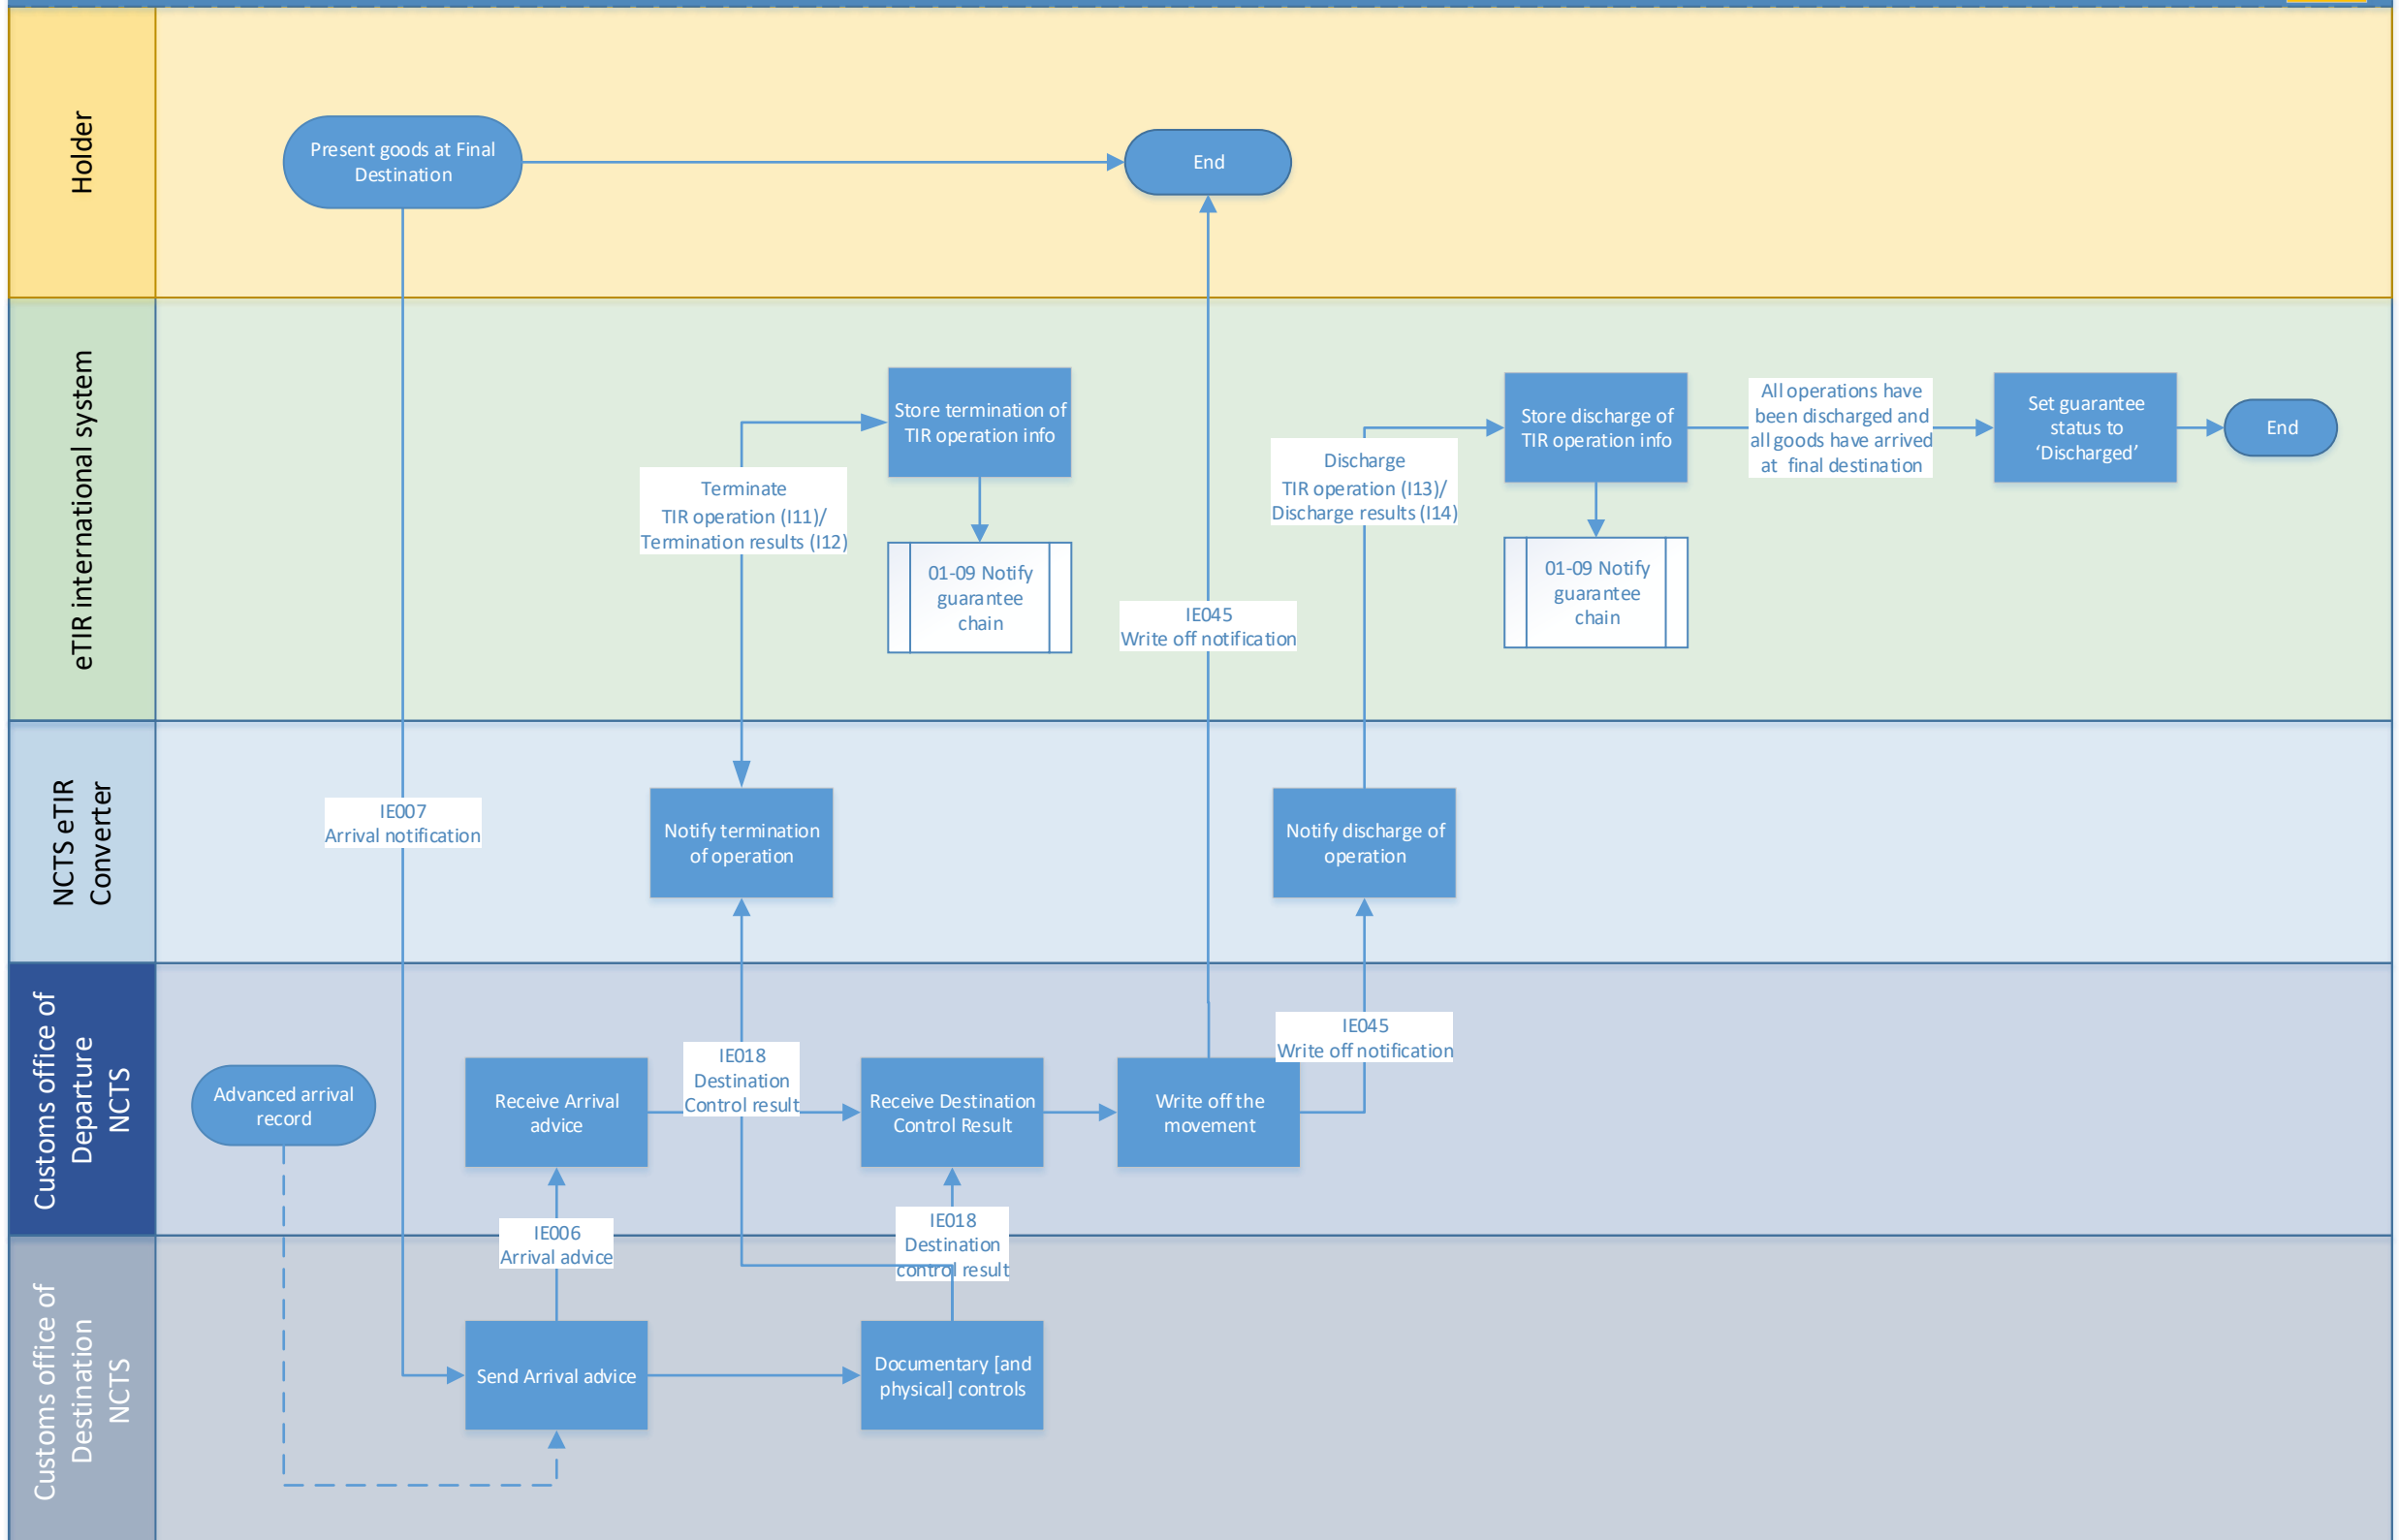 Holder
Present goods at Final
Destination
End
eTIR international system
Terminate
TIR operation (I11)/
Termination results (I12)
Store termination of
TIR operation info
01-09 Notify
guarantee
chain
IE045
Write off notification
Discharge
TIR operation (I13)/
Discharge results (I14)
Store discharge of
TIR operation info
01-09 Notify
guarantee
chain
All operations have
been discharged and
all goods have arrived
at final destination
Set guarantee
status to
‘Discharged’
End
NCTS eTIR
Converter
IE007
Arrival notification
Notify termination
of operation
Notify discharge of
operation
Customs office of
Departure
NCTS
Advanced arrival
record
Receive Arrival
advice
IE018
Destination
Control result
Receive Destination
Control Result
Write off the
movement
IE045
Write off notification
IE006
Arrival advice
IE018
Destination
control result
Customs office of
Destination
NCTS
Send Arrival advice
Documentary [and
physical] controls